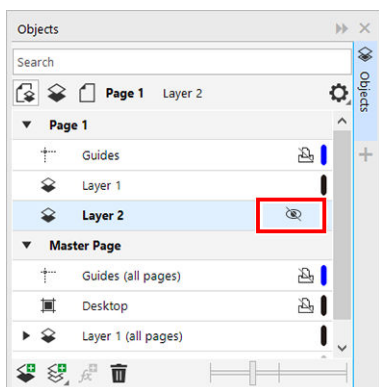 Objects
Search
Page 1 Layer 2
Page 1
Guides
Layer 1
Layer 2
Master Page
Guides (all pages)
Desktop
Layer 1 (all pages)
Objects